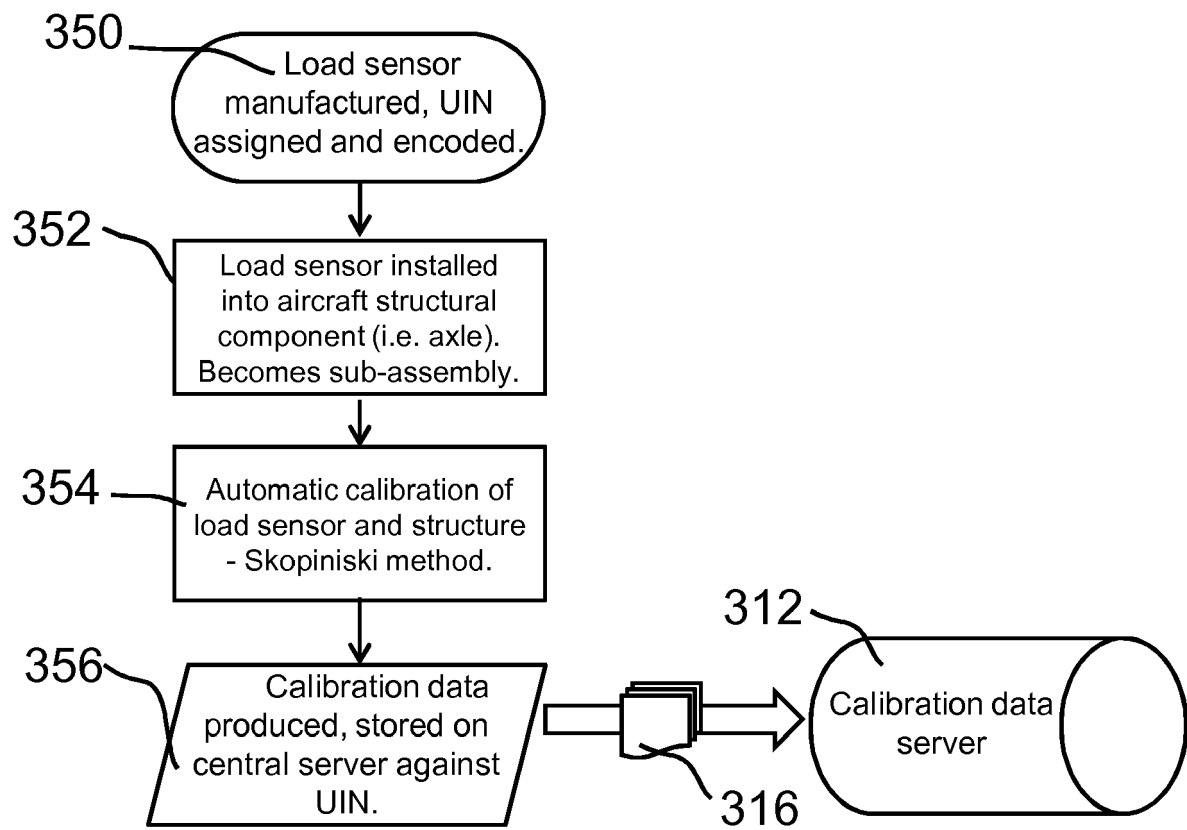 350
Load sensor
manufactured, UIN
assigned and encoded.
352
Load sensor installed
into aircraft structural
component (i.e. axle).
Becomes sub-assembly.
354
Automatic calibration of
load sensor and structure
- Skopiniski method.
356
Calibration data
produced, stored on
central server against
UIN.
316
312
Calibration data
server